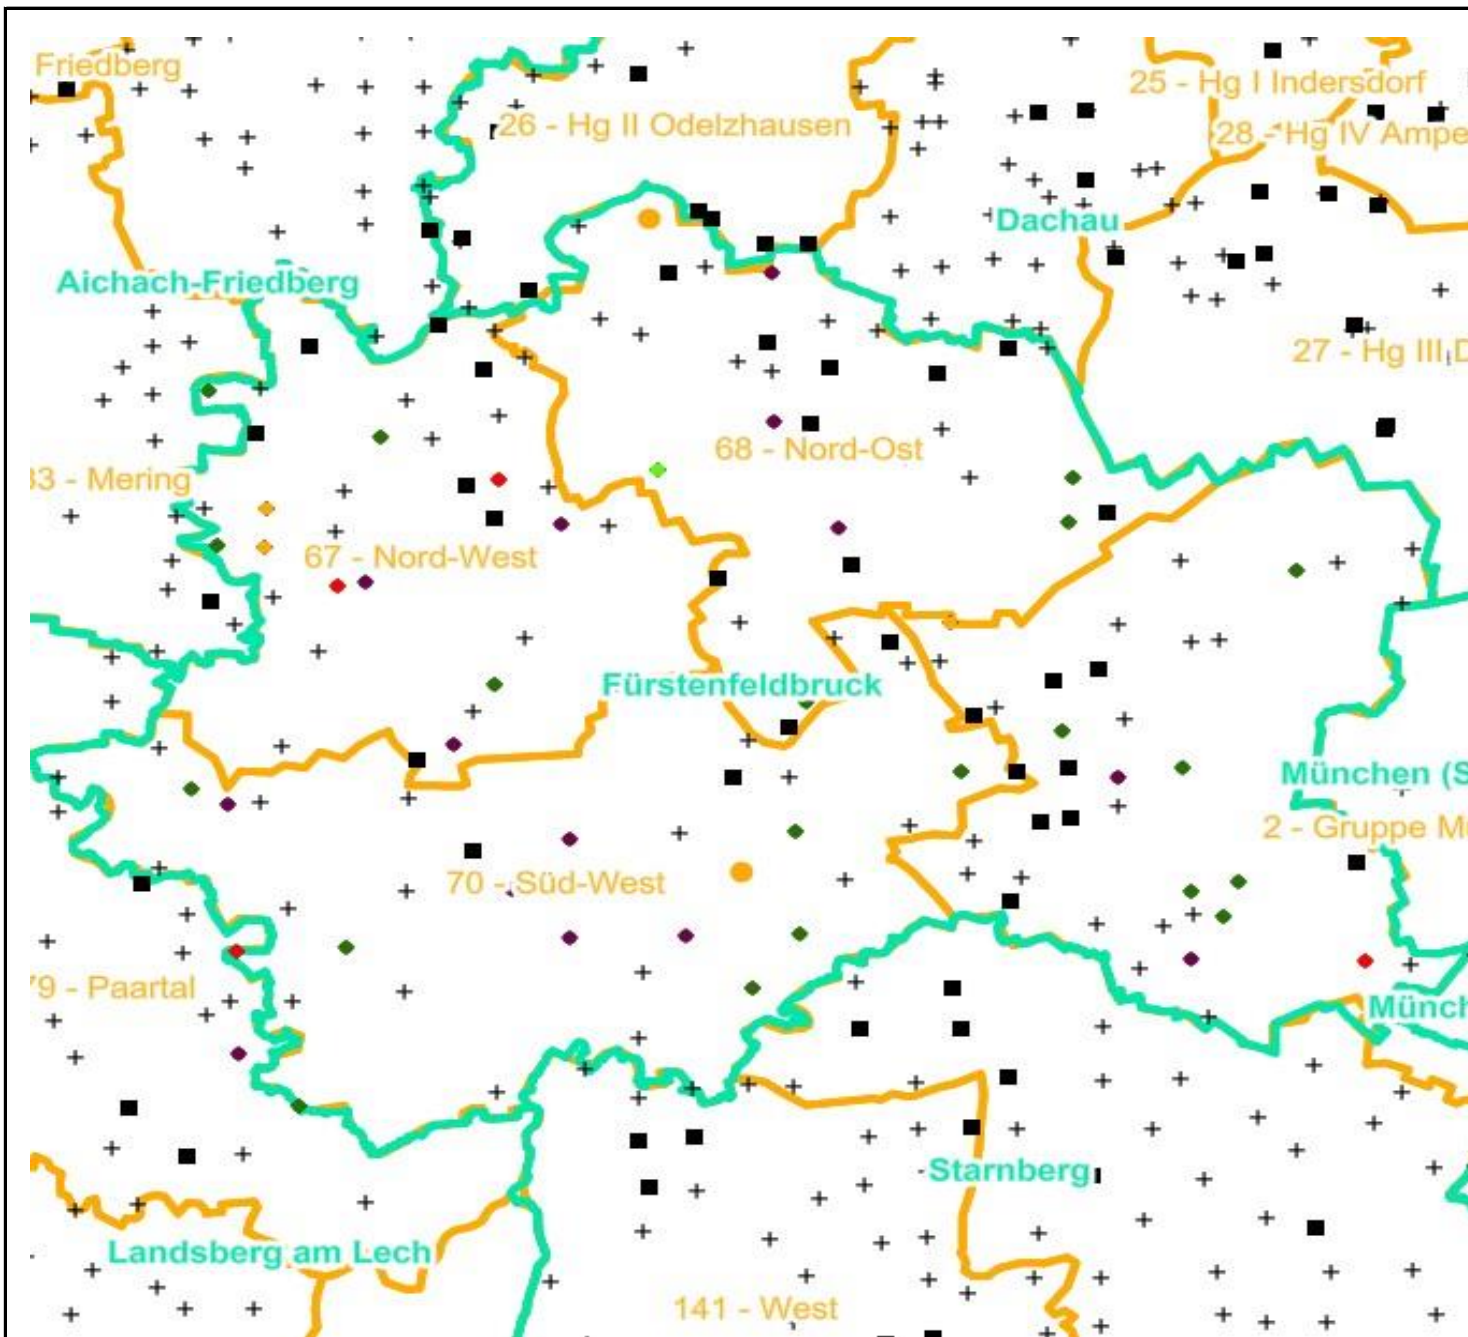 Friedberg
25 - Hg I Indersdorf
26 - Hg II Odelzhausen
28 - Hg IV Ampe
Dachau
Aichach-Friedberg
27 - Hg III D
68 - Nord-Ost
33 - Mering
67 - Nord-West
Fürstenfeldbruck
München (S
2 - Gruppe Mü
70 - Süd-West
79 - Paartal
Münch
Starnberg
Landsberg am Lech
141 - West